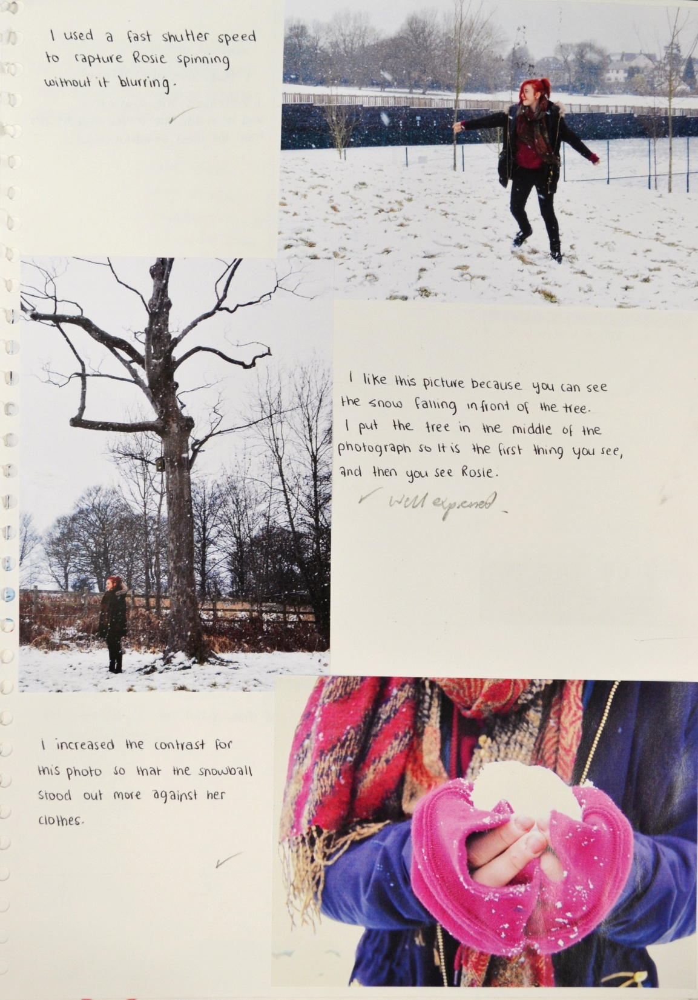 I used a fast shutter speed
to capture Rosie spinning
without it blurring.
I like this picture because you can see
the snow falling infront of the tree.
I put the tree in the middle of the
photograph so it is the first thing you see,
and then you see Rosie.
✓ Well expressed
I increased the contrast for
this photo so that the snowball
stood out more against her
clothes.